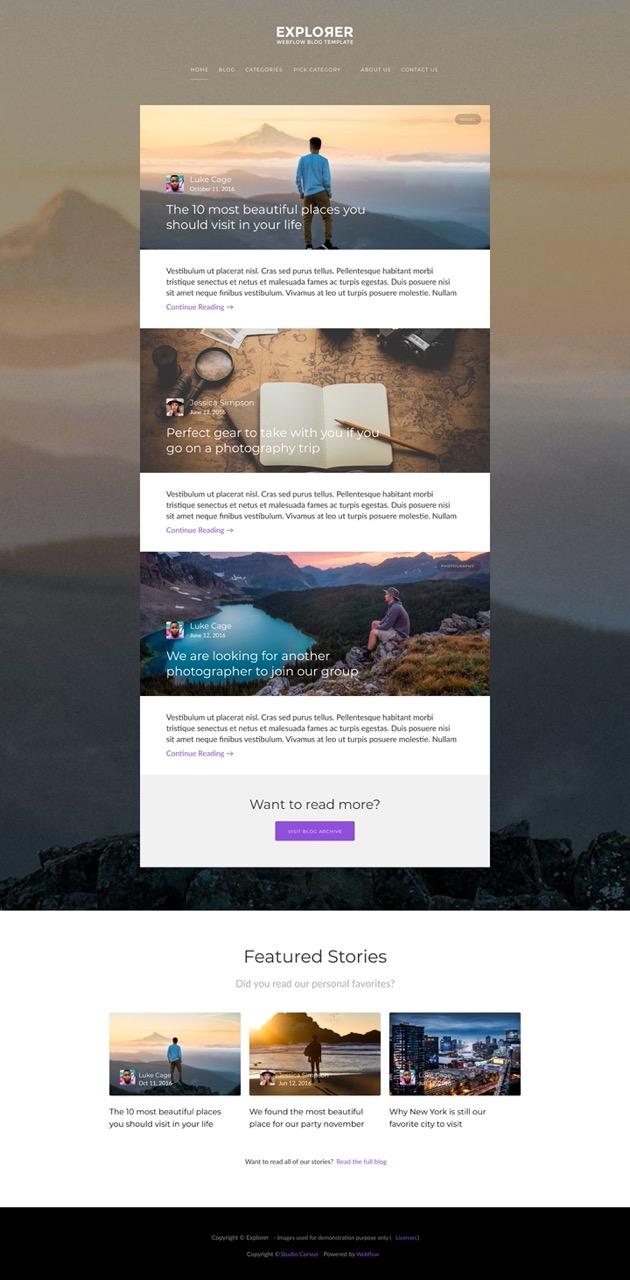 EXPLOЯER
WEBFLOW BLOG TEMPLATE
HOME BLOG CATEGORIES PICK CATEGORY ABOUT US CONTACT US
TRAVEL
Luke Cage
October 11, 2016
The 10 most beautiful places you
should visit in your life
Vestibulum ut placerat nisl. Cras sed purus tellus. Pellentesque habitant morbi
tristique senectus et netus et malesuada fames ac turpis egestas. Duis posuere nisi
sit amet neque finibus vestibulum. Vivamus at leo ut turpis posuere molestie. Nullam
Continue Reading →
Jessica Simpson
June 12, 2016
Perfect gear to take with you if you
go on a photography trip
Vestibulum ut placerat nisl. Cras sed purus tellus. Pellentesque habitant morbi
tristique senectus et netus et malesuada fames ac turpis egestas. Duis posuere nisi
sit amet neque finibus vestibulum. Vivamus at leo ut turpis posuere molestie. Nullam
Continue Reading →
PHOTOGRAPHY
Luke Cage
June 12, 2016
We are looking for another
photographer to join our group
Vestibulum ut placerat nisl. Cras sed purus tellus. Pellentesque habitant morbi
tristique senectus et netus et malesuada fames ac turpis egestas. Duis posuere nisi
sit amet neque finibus vestibulum. Vivamus at leo ut turpis posuere molestie. Nullam
Continue Reading →
Want to read more?
VISIT BLOG ARCHIVE
Featured Stories
Did you read our personal favorites?
Luke Cage
Oct 11, 2016
The 10 most beautiful places
you should visit in your life
Jessica Simpson
Jun 12, 2016
We found the most beautiful
place for our party november
Luke Cage
Jun 12, 2016
Why New York is still our
favorite city to visit
Want to read all of our stories? Read the full blog
Copyright © Explorer - Images used for demonstration purpose only ( Licenses)
Copyright © Studio Corvus Powered by Webflow